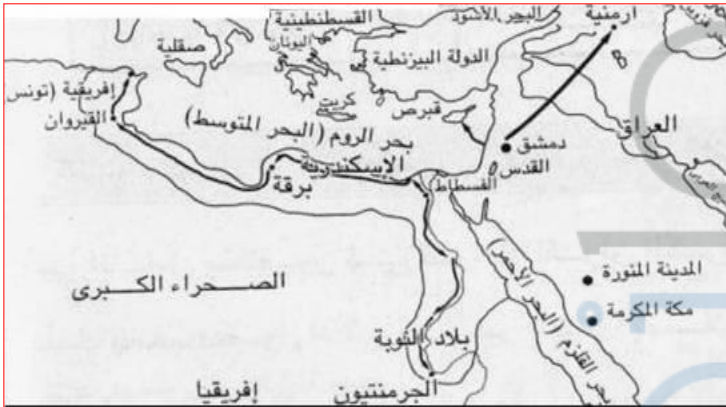 القسطنطينية
البحر الأسود
ارمنية
صقلية
اليونان
الدولة البيزنطية
إفريقية (تونس)
القيروان
كريت
قبرص
بحر الروم (البحر المتوسط)
العراق
دمشق
القدس
الإسكندرية
الفسطاط
برقة
الصحراء الكبرى
المدينة المنورة
مكة المكرمة
بحر القلزم (البحر الأحمر)
بلاد النوبة
الجرمنتيون
إفريقيا